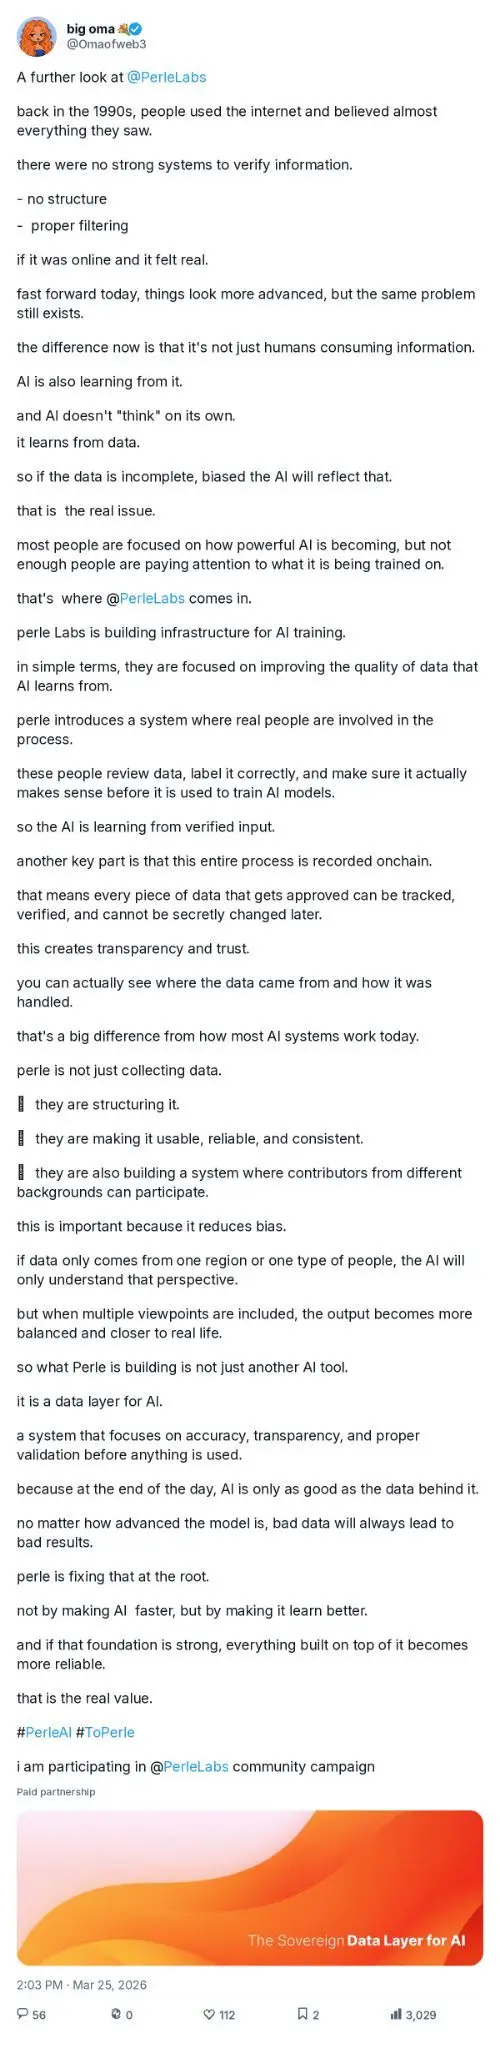 big oma
@Omaofweb3
A further look at @PerleLabs
back in the 1990s, people used the internet and believed almost
everything they saw.
there were no strong systems to verify information.
- no structure
- proper filtering
if it was online and it felt real.
fast forward today, things look more advanced, but the same problem
still exists.
the difference now is that it's not just humans consuming information.
AI is also learning from it.
and AI doesn't "think" on its own.
it learns from data.
so if the data is incomplete, biased the AI will reflect that.
that is  the real issue.
most people are focused on how powerful AI is becoming, but not
enough people are paying attention to what it is being trained on.
that's  where @PerleLabs comes in.
perle Labs is building infrastructure for AI training.
in simple terms, they are focused on improving the quality of data that
AI learns from.
perle introduces a system where real people are involved in the
process.
these people review data, label it correctly, and make sure it actually
makes sense before it is used to train AI models.
so the AI is learning from verified input.
another key part is that this entire process is recorded onchain.
that means every piece of data that gets approved can be tracked,
verified, and cannot be secretly changed later.
this creates transparency and trust.
you can actually see where the data came from and how it was
handled.
that's a big difference from how most AI systems work today.
perle is not just collecting data.
they are structuring it.
they are making it usable, reliable, and consistent.
they are also building a system where contributors from different
backgrounds can participate.
this is important because it reduces bias.
if data only comes from one region or one type of people, the AI will
only understand that perspective.
but when multiple viewpoints are included, the output becomes more
balanced and closer to real life.
so what Perle is building is not just another AI tool.
it is a data layer for AI.
a system that focuses on accuracy, transparency, and proper
validation before anything is used.
because at the end of the day, AI is only as good as the data behind it.
no matter how advanced the model is, bad data will always lead to
bad results.
perle is fixing that at the root.
not by making AI  faster, but by making it learn better.
and if that foundation is strong, everything built on top of it becomes
more reliable.
that is the real value.
#PerleAI #ToPerle
i am participating in @PerleLabs community campaign
Paid partnership
The Sovereign Data Layer for AI
2:03 PM · Mar 25, 2026
56 0 112 2 3,029